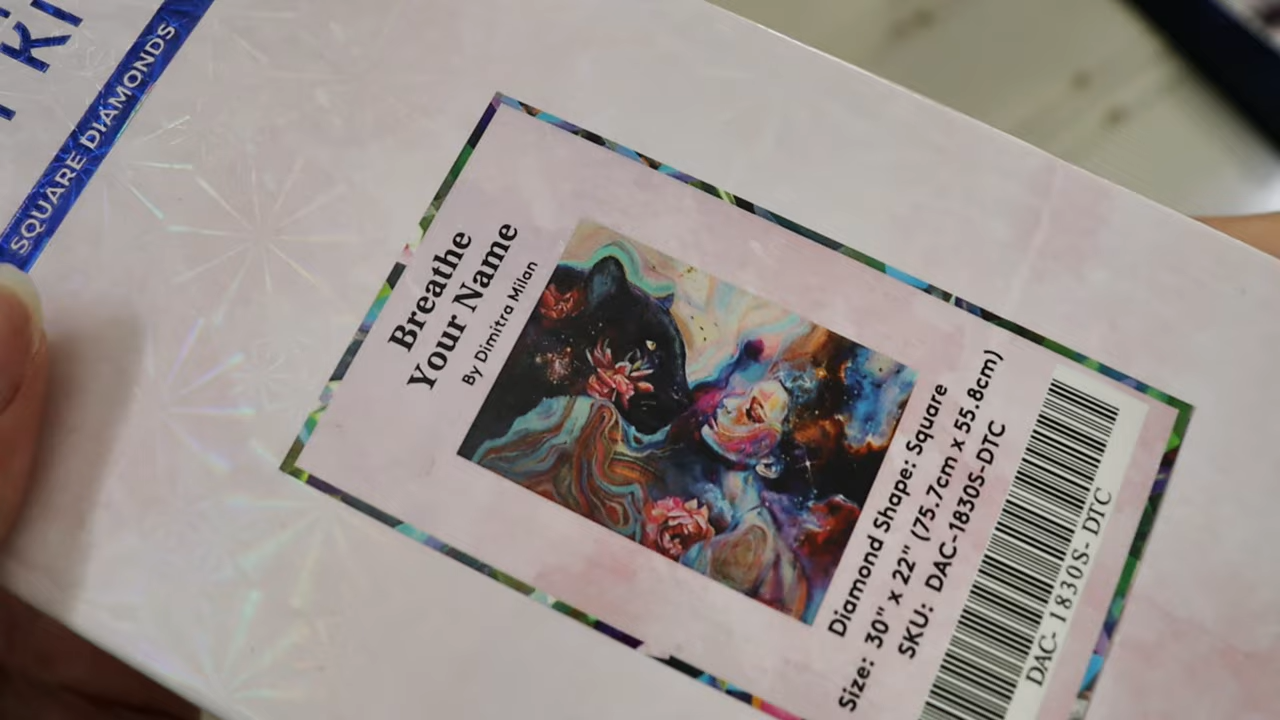 SQUARE DIAMONDS
Breathe
Your Name
By Dimitra Milan
Diamond Shape: Square
Size: 30" x 22" (75.7cm x 55.8cm)
SKU: DAC-1830S-DTC
DAC- 1830S- DTC